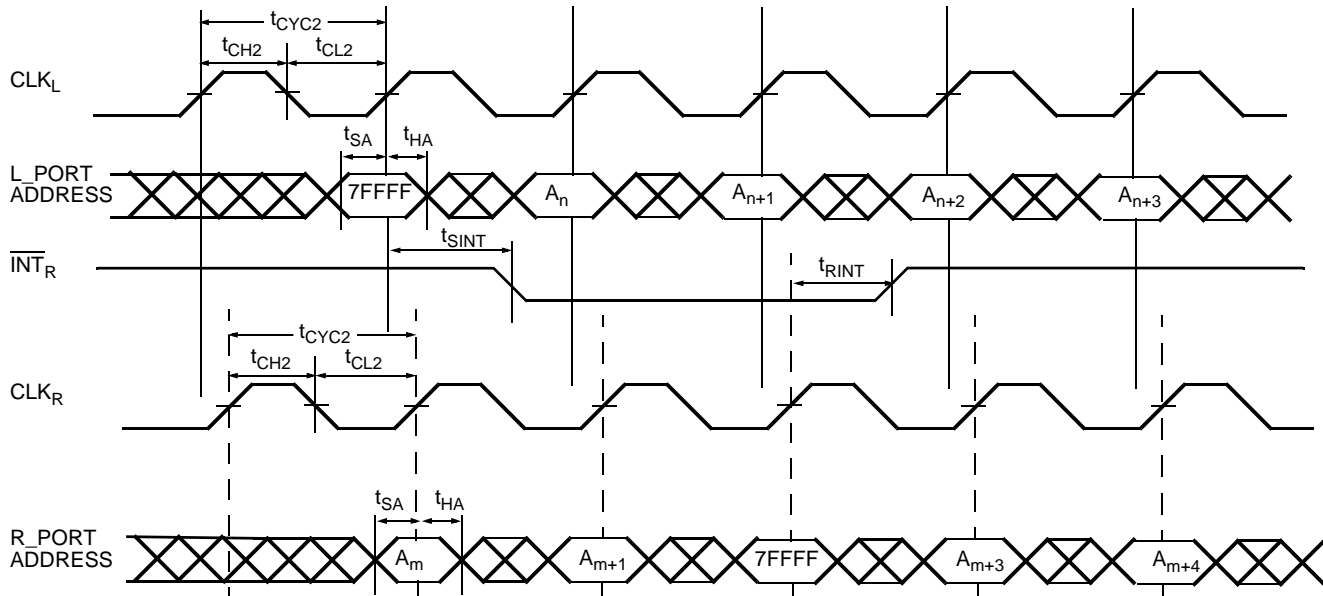 tCYC2
tCH2 tCL2
CLKL
tSA tHA
L_PORT
ADDRESS
7FFFF An An+1 An+2 An+3
tSINT
INTR
tRINT
tCYC2
tCH2 tCL2
CLKR
tSA tHA
R_PORT
ADDRESS
Am Am+1 7FFFF Am+3 Am+4